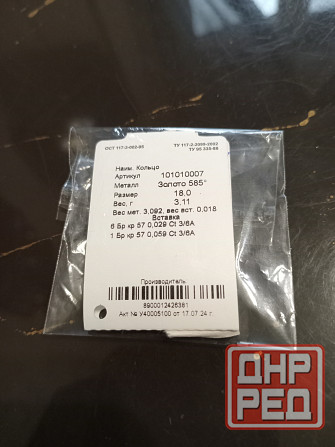 ОСТ 117-3-002-95 ТУ 117-2-2000-2002
ТУ 95 335-88
Наим. Кольцо
Артикул 101010007
Металл Золото 585°
Размер 18,0
Вес, г 3,11
Вес мет. 3,092, вес вст. 0,018
Вставка
6 Бр кр 57 0,029 Ct 3/6А
1 Бр кр 57 0,059 Ct 3/6А
Производитель
8900012426361
Акт № У40005100 от 17.07.24 г.
ДНР
РЕД